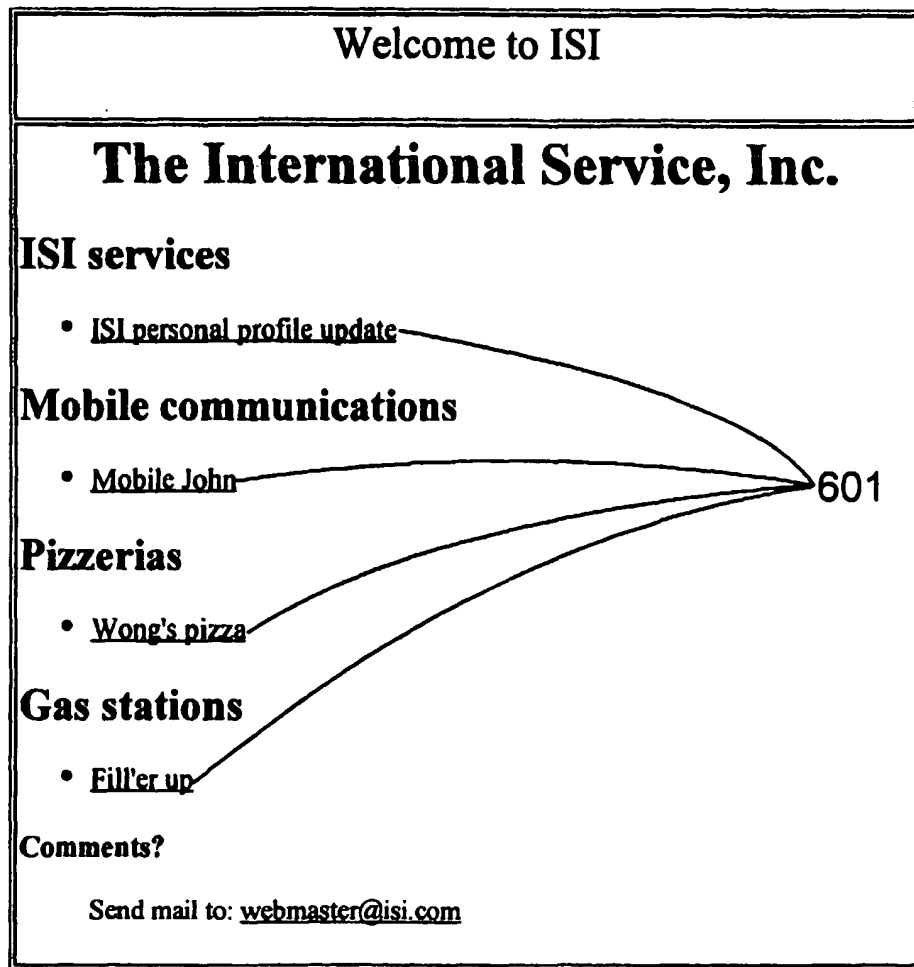 Welcome to ISI
The International Service, Inc.
ISI services
• ISI personal profile update
Mobile communications
• Mobile John
601
Pizzerias
• Wong's pizza
Gas stations
• Fill'er up
Comments?
Send mail to: webmaster@isi.com